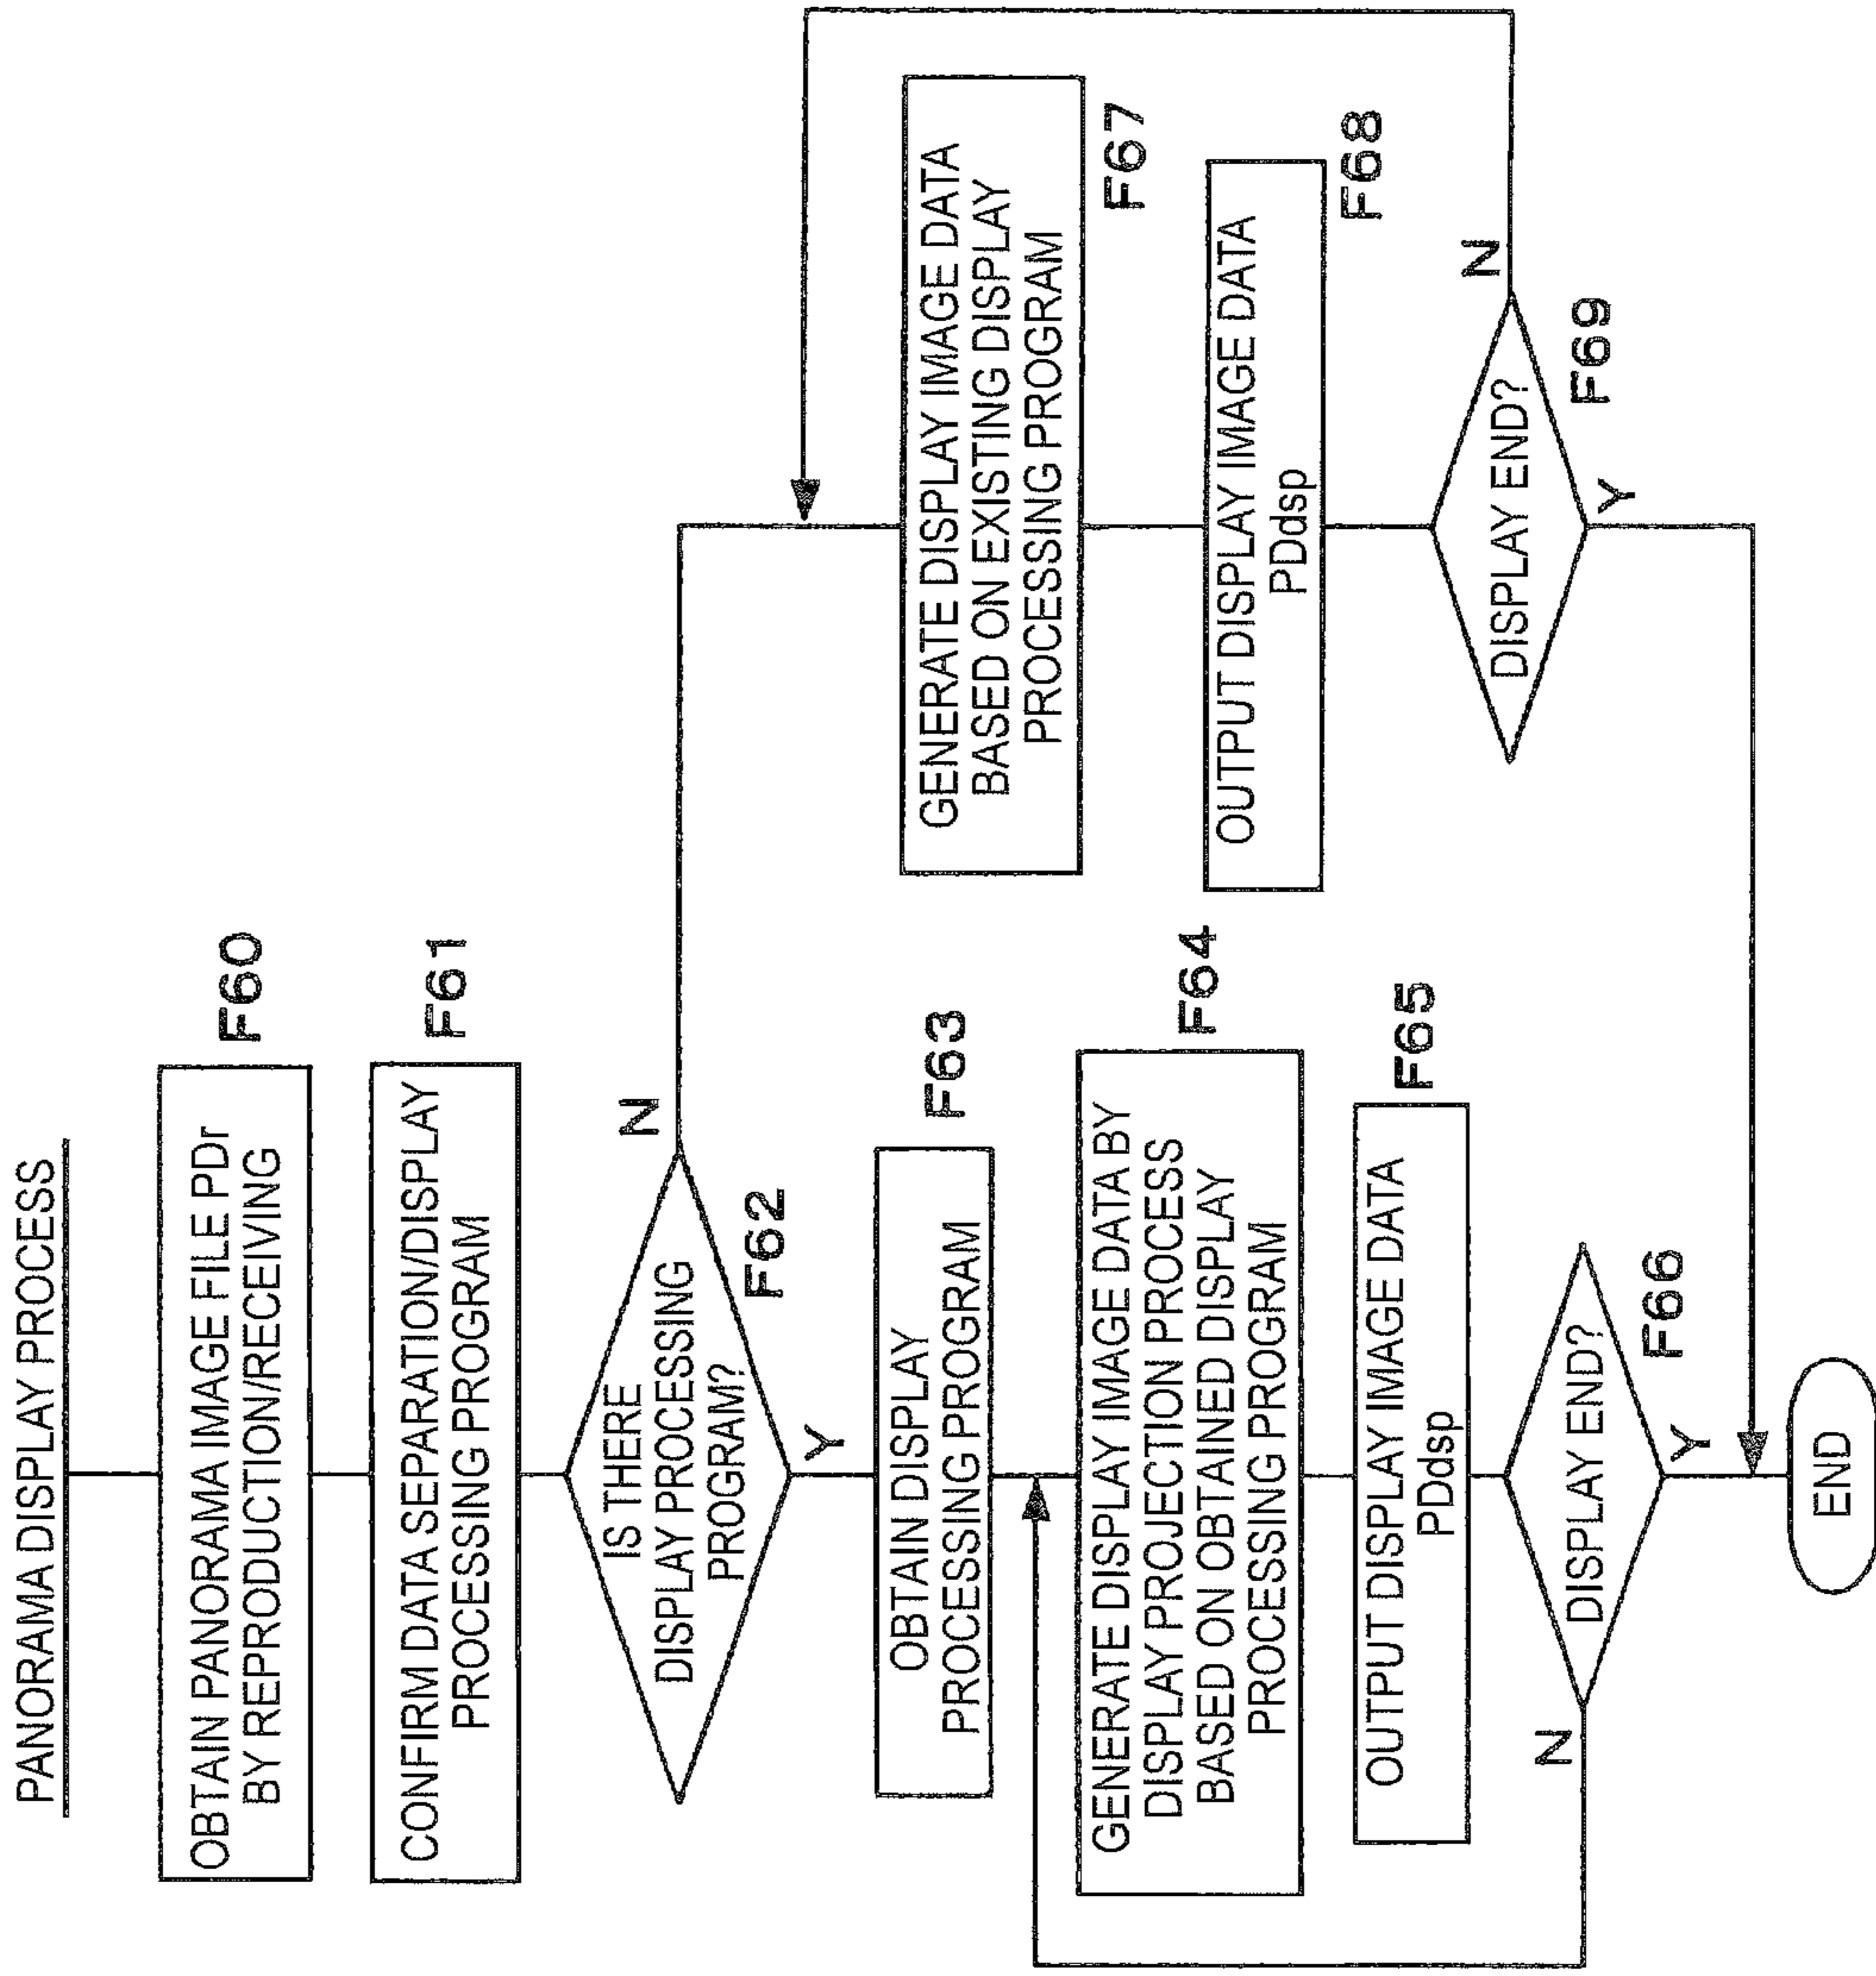 PANORAMA DISPLAY PROCESS
OBTAIN PANORAMA IMAGE FILE PDr
BY REPRODUCTION/RECEIVING
F60
CONFIRM DATA SEPARATION/DISPLAY
PROCESSING PROGRAM
F61
IS THERE
DISPLAY PROCESSING
PROGRAM?
F62
N
Y
OBTAIN DISPLAY
PROCESSING PROGRAM
F63
GENERATE DISPLAY IMAGE DATA BY
DISPLAY PROJECTION PROCESS
BASED ON OBTAINED DISPLAY
PROCESSING PROGRAM
F64
OUTPUT DISPLAY IMAGE DATA
PDdsp
F65
DISPLAY END?
F66
N
Y
END
GENERATE DISPLAY IMAGE DATA
BASED ON EXISTING DISPLAY
PROCESSING PROGRAM
F67
OUTPUT DISPLAY IMAGE DATA
PDdsp
F68
DISPLAY END?
F69
N
Y